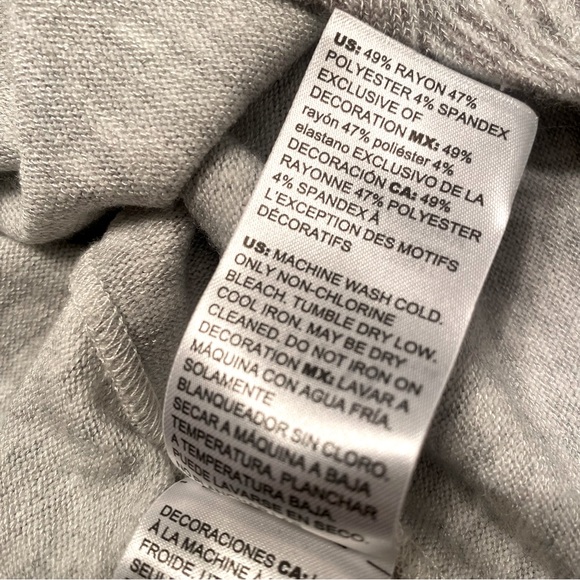 US: 49% RAYON 47%
POLYESTER 4% SPANDEX
EXCLUSIVE OF
DECORATION MX: 49%
rayón 47% poliéster 4%
elastano EXCLUSIVO DE LA
DECORACIÓN CA: 49%
RAYONNE 47% POLYESTER
4% SPANDEX À
L'EXCEPTION DES MOTIFS
DÉCORATIFS
US: MACHINE WASH COLD.
ONLY NON-CHLORINE
BLEACH. TUMBLE DRY LOW.
COOL IRON. MAY BE DRY
CLEANED. DO NOT IRON ON
DECORATION MX: LAVAR A
MÁQUINA CON AGUA FRÍA.
SOLAMENTE
BLANQUEADOR SIN CLORO.
SECAR A MÁQUINA A BAJA
TEMPERATURA. PLANCHAR
A TEMPERATURA BAJA.
PUEDE LAVARSE EN SECO.
DECORACIONES CA:
À LA MACHINE À
FROIDE.